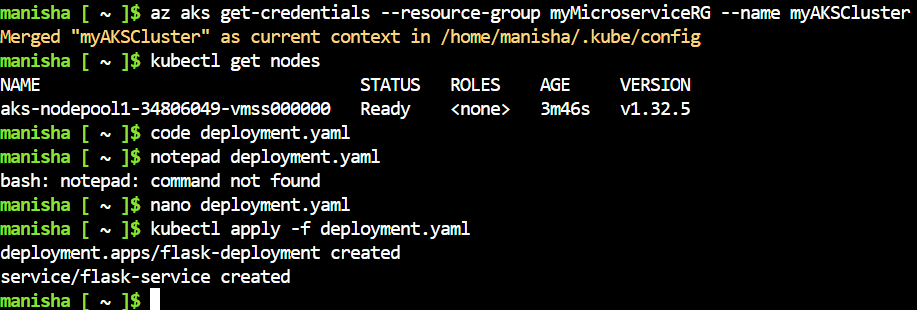 manisha [ ~ ]$ az aks get-credentials --resource-group myMicroserviceRG --name myAKSCluster
Merged "myAKSCluster" as current context in /home/manisha/.kube/config
manisha [ ~ ]$ kubectl get nodes
NAME STATUS ROLES AGE VERSION
aks-nodepool1-34806049-vmss000000 Ready <none> 3m46s v1.32.5
manisha [ ~ ]$ code deployment.yaml
manisha [ ~ ]$ notepad deployment.yaml
bash: notepad: command not found
manisha [ ~ ]$ nano deployment.yaml
manisha [ ~ ]$ kubectl apply -f deployment.yaml
deployment.apps/flask-deployment created
service/flask-service created
manisha [ ~ ]$